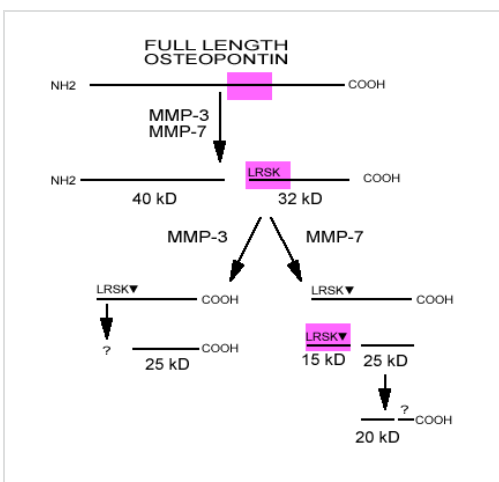 FULL LENGTH
OSTEOPONTIN
NH2 COOH
MMP-3
MMP-7
LRSK
NH2 COOH
40 kD 32 kD
MMP-3 MMP-7
LRSK▼ LRSK▼
COOH COOH
LRSK▼
? COOH
25 kD 15 kD 25 kD
?
COOH
20 kD